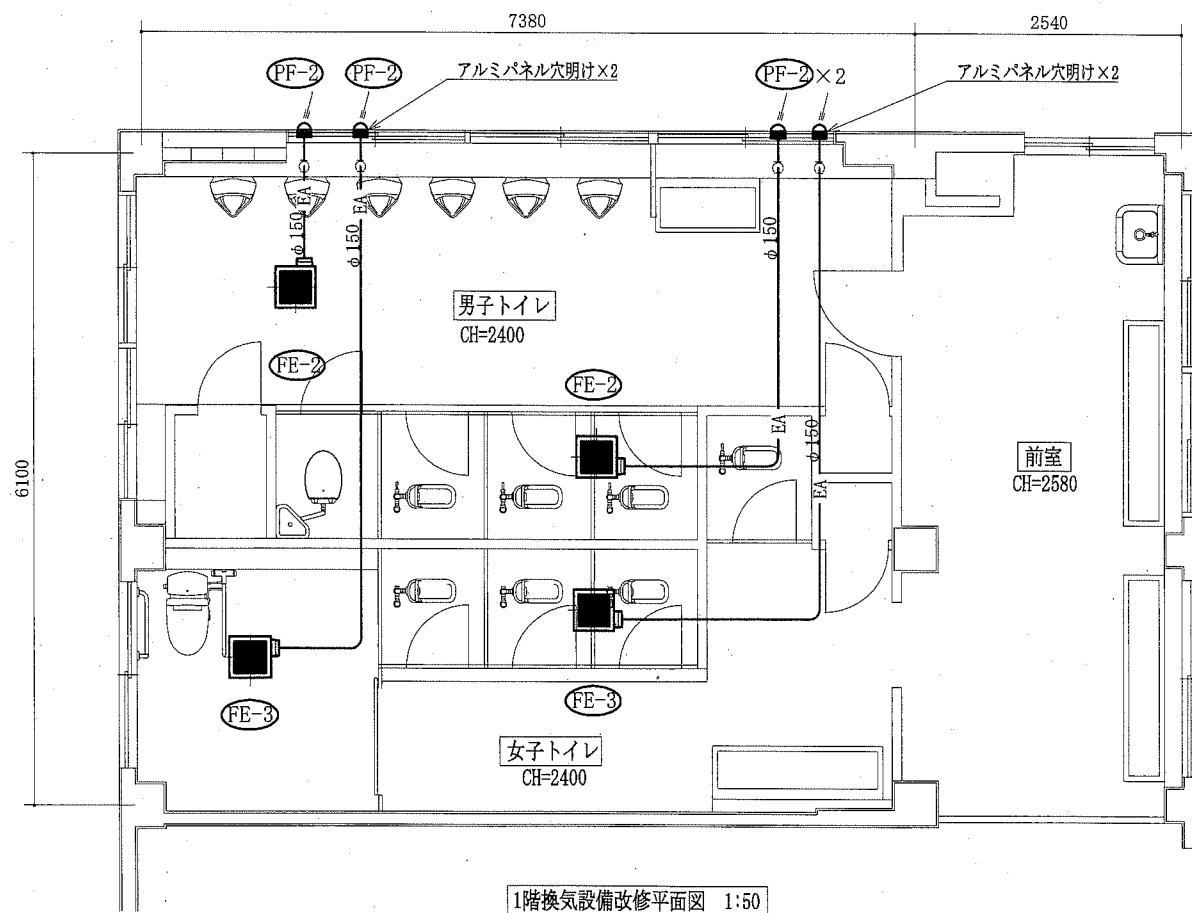 7380
2540
PF-2
PF-2
アルミパネル穴明け×2
PF-2×2
アルミパネル穴明け×2
EA
EA
φ150
φ150
φ150
男子トイレ
CH=2400
FE-2
FE-2
EA
φ150
EA
6100
前室
CH=2580
FE-3
FE-3
女子トイレ
CH=2400
1階換気設備改修平面図 1:50